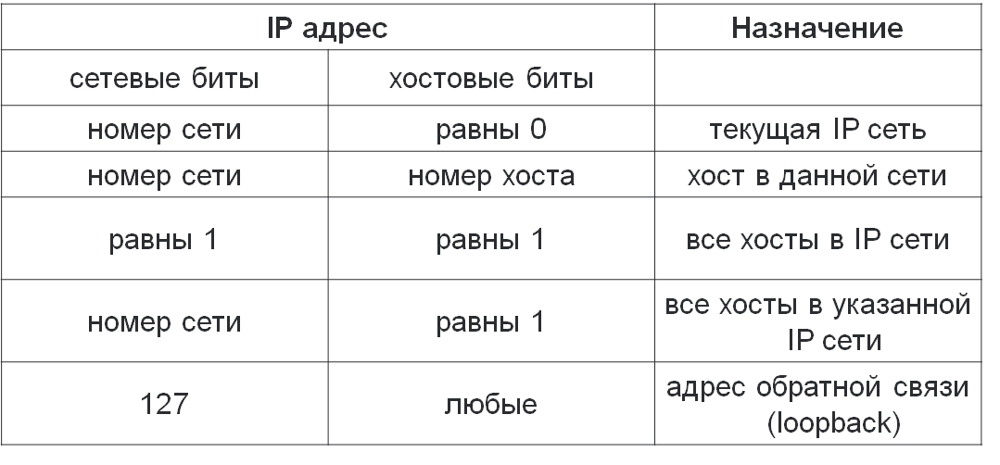 IP адрес Назначение
сетевые биты хостовые биты
номер сети равны 0 текущая IP сеть
номер сети номер хоста хост в данной сети
равны 1 равны 1 все хосты в IP сети
номер сети равны 1 все хосты в указанной
IP сети
127 любые адрес обратной связи
(loopback)